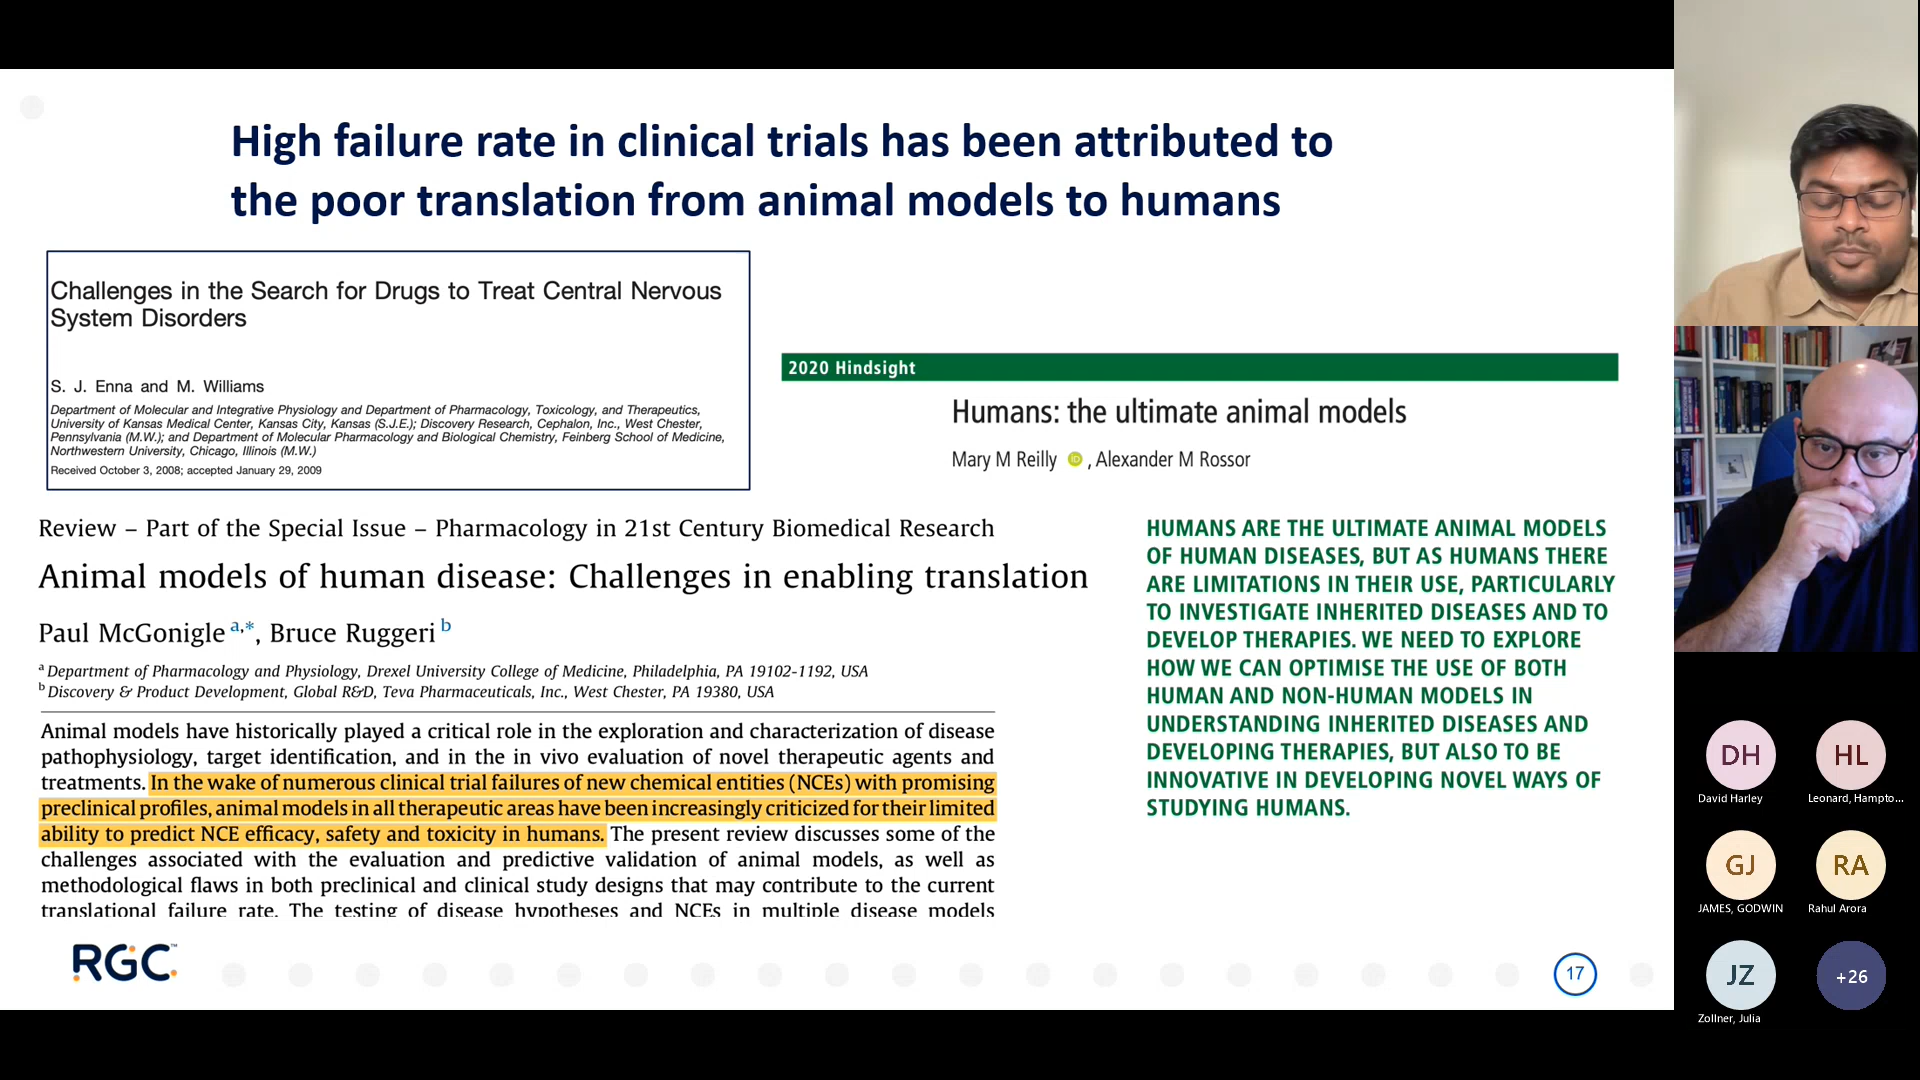 High failure rate in clinical trials has been attributed to
the poor translation from animal models to humans
Challenges in the Search for Drugs to Treat Central Nervous
System Disorders
S. J. Enna and M. Williams
Department of Molecular and Integrative Physiology and Department of Pharmacology, Toxicology, and Therapeutics,
University of Kansas Medical Center, Kansas City, Kansas (S.J.E.); Discovery Research, Cephalon, Inc., West Chester,
Pennsylvania (M.W.); and Department of Molecular Pharmacology and Biological Chemistry, Feinberg School of Medicine,
Northwestern University, Chicago, Illinois (M.W.)
Received October 3, 2008; accepted January 29, 2009
2020 Hindsight
Humans: the ultimate animal models
Mary M Reilly iD , Alexander M Rossor
Review – Part of the Special Issue – Pharmacology in 21st Century Biomedical Research
Animal models of human disease: Challenges in enabling translation
Paul McGonigle a,*, Bruce Ruggeri b
a Department of Pharmacology and Physiology, Drexel University College of Medicine, Philadelphia, PA 19102-1192, USA
b Discovery & Product Development, Global R&D, Teva Pharmaceuticals, Inc., West Chester, PA 19380, USA
Animal models have historically played a critical role in the exploration and characterization of disease
pathophysiology, target identification, and in the in vivo evaluation of novel therapeutic agents and
treatments. In the wake of numerous clinical trial failures of new chemical entities (NCEs) with promising
preclinical profiles, animal models in all therapeutic areas have been increasingly criticized for their limited
ability to predict NCE efficacy, safety and toxicity in humans. The present review discusses some of the
challenges associated with the evaluation and predictive validation of animal models, as well as
methodological flaws in both preclinical and clinical study designs that may contribute to the current
translational failure rate. The testing of disease hypotheses and NCEs in multiple disease models
HUMANS ARE THE ULTIMATE ANIMAL MODELS
OF HUMAN DISEASES, BUT AS HUMANS THERE
ARE LIMITATIONS IN THEIR USE, PARTICULARLY
TO INVESTIGATE INHERITED DISEASES AND TO
DEVELOP THERAPIES. WE NEED TO EXPLORE
HOW WE CAN OPTIMISE THE USE OF BOTH
HUMAN AND NON-HUMAN MODELS IN
UNDERSTANDING INHERITED DISEASES AND
DEVELOPING THERAPIES, BUT ALSO TO BE
INNOVATIVE IN DEVELOPING NOVEL WAYS OF
STUDYING HUMANS.
RGC™
17
DH
David Harley
HL
Leonard, Hampto...
GJ
JAMES, GODWIN
RA
Rahul Arora
JZ
Zollner, Julia
+26